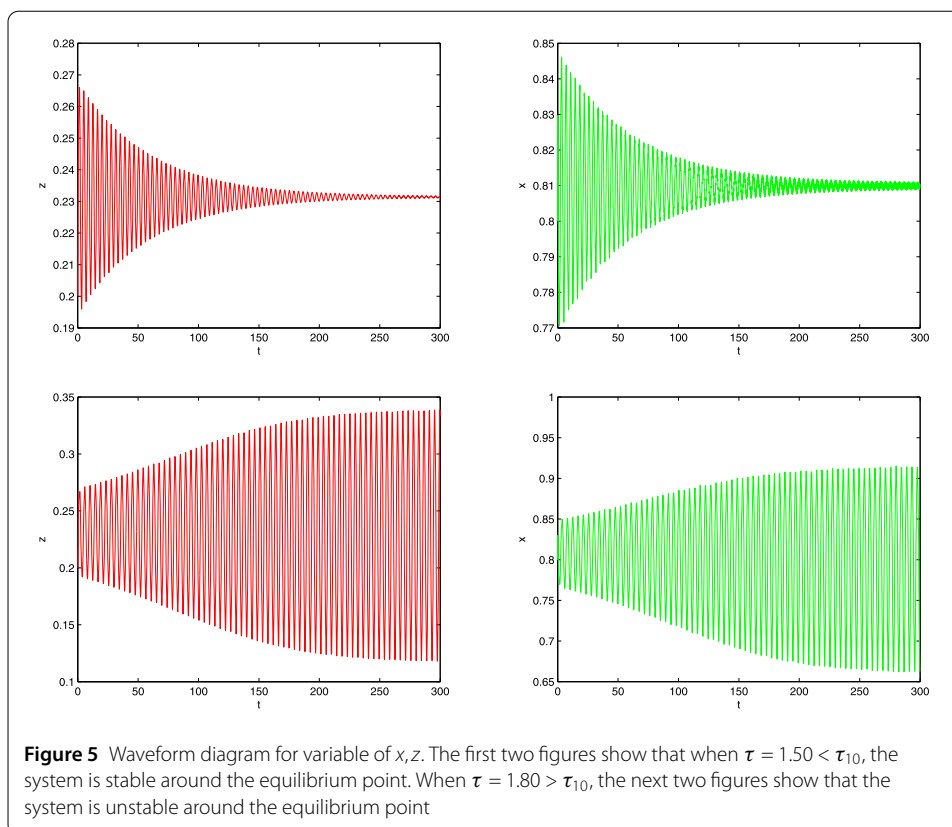 0.28
0.27
0.26
0.25
0.24
0.23
0.22
0.21
0.2
0.19
z
0 50 100 150 200 250 300
t
0.85
0.84
0.83
0.82
0.81
0.8
0.79
0.78
0.77
x
0 50 100 150 200 250 300
t
0.35
0.3
0.25
0.2
0.15
0.1
z
0 50 100 150 200 250 300
t
1
0.95
0.9
0.85
0.8
0.75
0.7
0.65
x
0 50 100 150 200 250 300
t
Figure 5 Waveform diagram for variable of x, z. The first two figures show that when τ = 1.50 < τ10, the
system is stable around the equilibrium point. When τ = 1.80 > τ10, the next two figures show that the
system is unstable around the equilibrium point